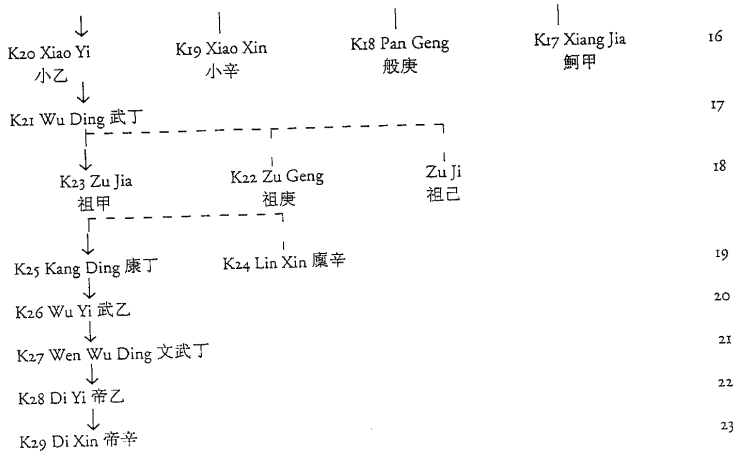 K20 Xiao Yi K19 Xiao Xin K18 Pan Geng K17 Xiang Jia 16
小乙 小辛 般庚 䚂甲
K21 Wu Ding 武丁 17
K23 Zu Jia K22 Zu Geng Zu Ji 18
祖甲 祖庚 祖己
K25 Kang Ding 康丁 K24 Lin Xin 廩辛 19
K26 Wu Yi 武乙 20
K27 Wen Wu Ding 文武丁 21
K28 Di Yi 帝乙 22
K29 Di Xin 帝辛 23